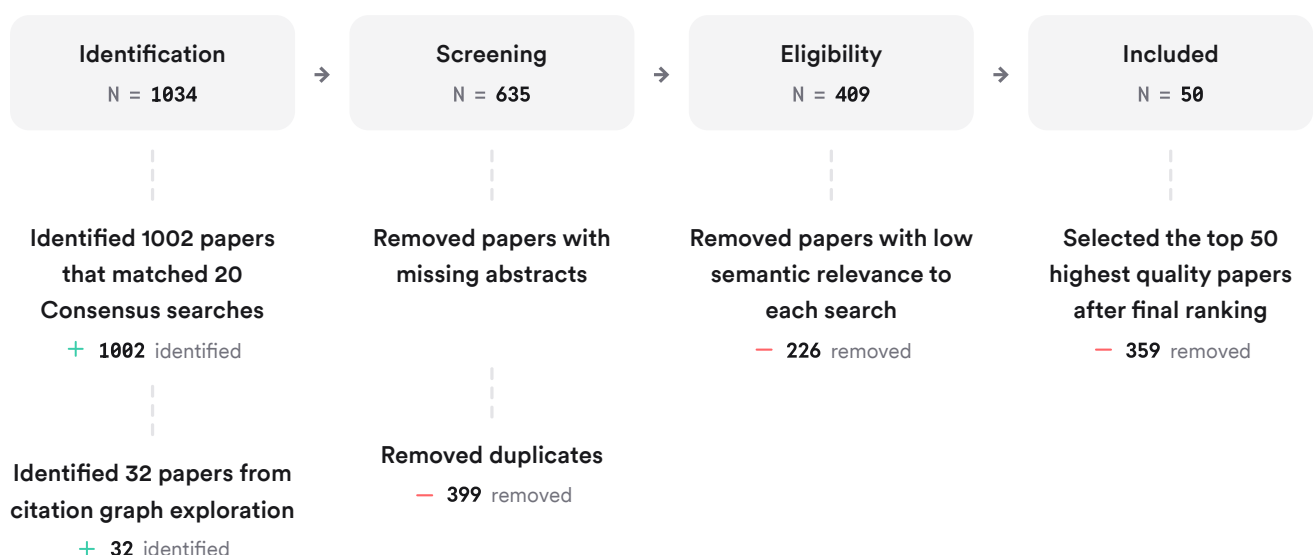 Identification
N = 1034
Screening
N = 635
Eligibility
N = 409
Included
N = 50
Identified 1002 papers
that matched 20
Consensus searches
+ 1002 identified
Identified 32 papers from
citation graph exploration
+ 32 identified
Removed papers with
missing abstracts
Removed duplicates
— 399 removed
Removed papers with low
semantic relevance to
each search
— 226 removed
Selected the top 50
highest quality papers
after final ranking
— 359 removed